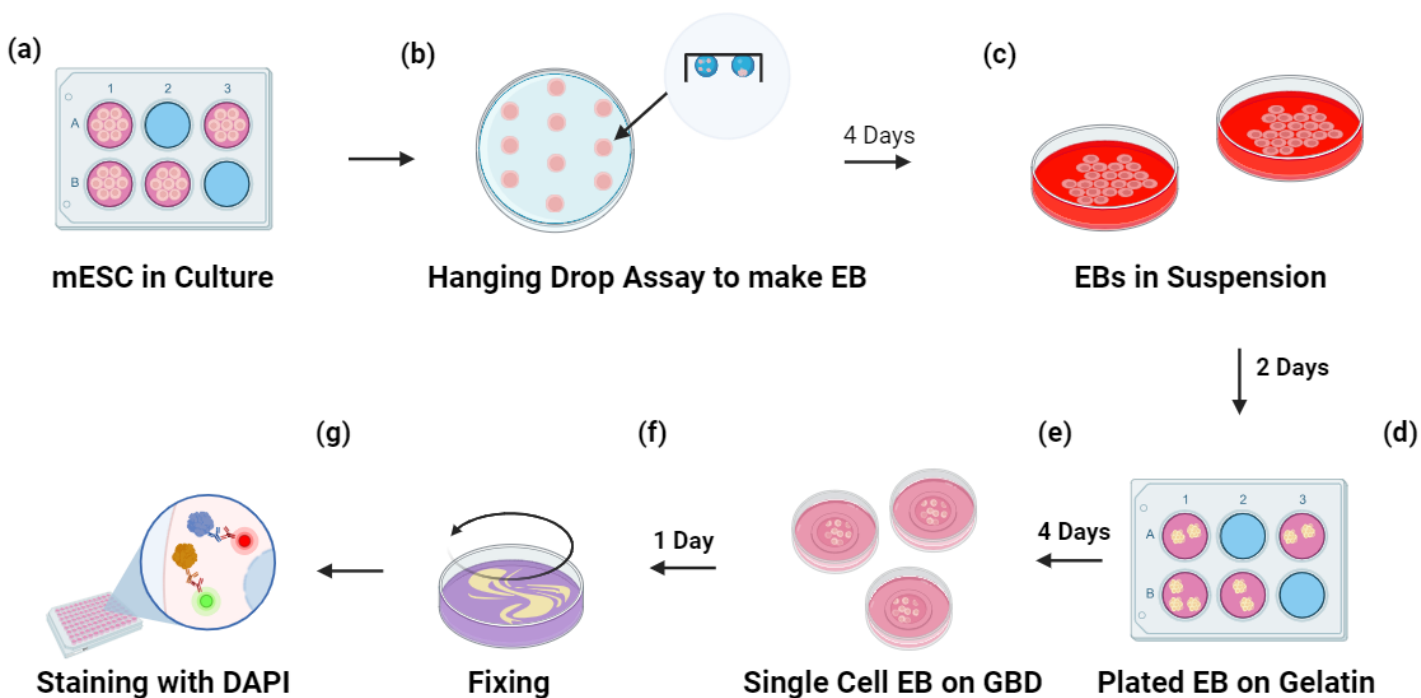 (a)
(b)
(c)
1 2 3
A
B
4 Days
mESC in Culture
Hanging Drop Assay to make EB
EBs in Suspension
2 Days
(g)
(f)
(e)
(d)
1 2 3
A
B
1 Day
4 Days
Staining with DAPI
Fixing
Single Cell EB on GBD
Plated EB on Gelatin